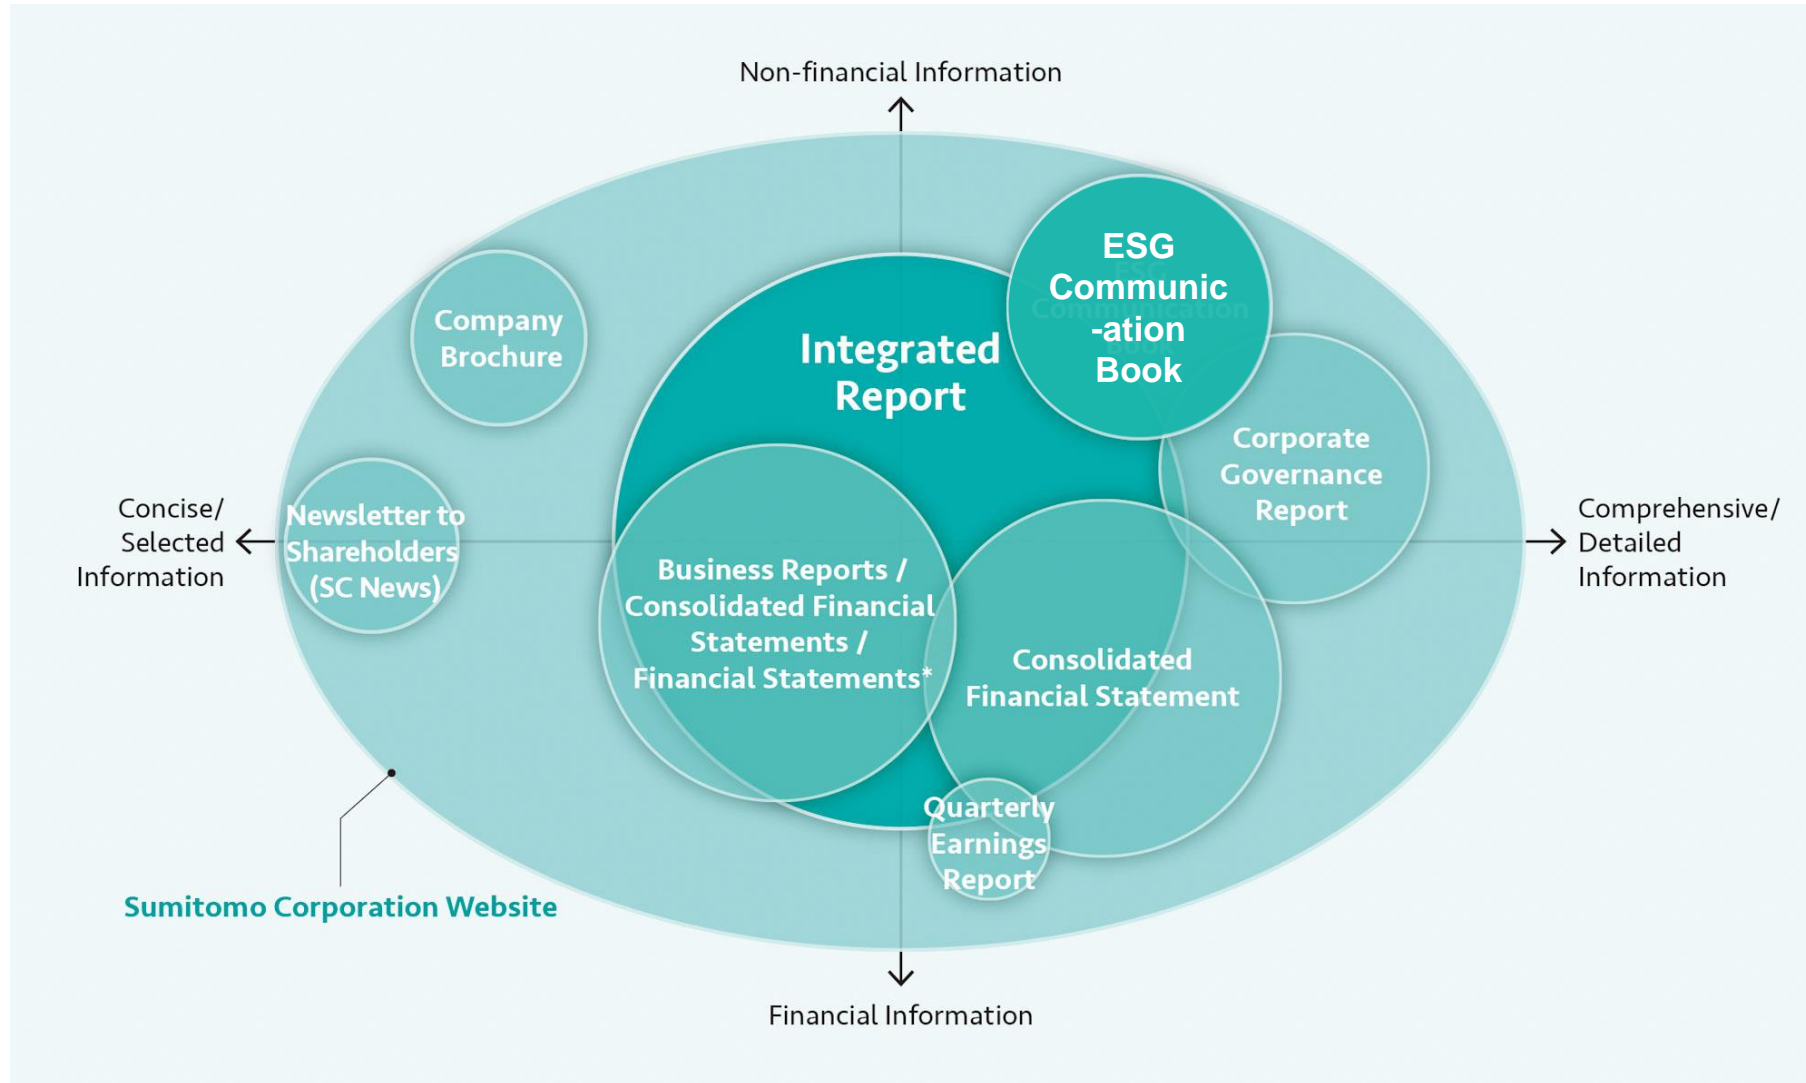 Non-financial Information
ESG
Communic
-ation
Book
Integrated
Report
Company
Brochure
Corporate
Governance
Report
Concise/
Selected
Information
Newsletter to
Shareholders
(SC News)
Comprehensive/
Detailed
Information
Business Reports /
Consolidated Financial
Statements /
Financial Statements*
Consolidated
Financial Statement
Quarterly
Earnings
Report
Sumitomo Corporation Website
Financial Information